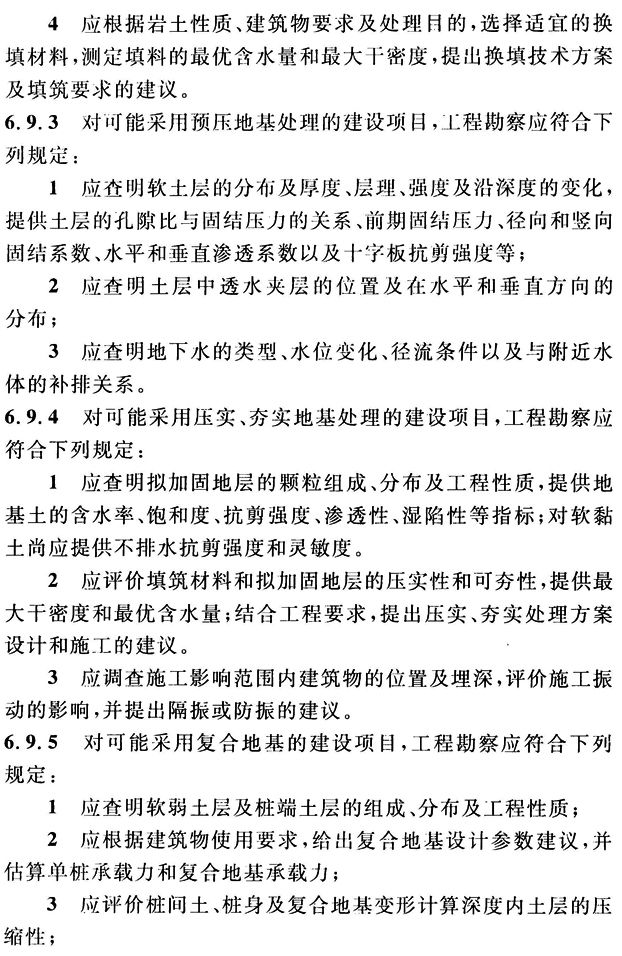 4 应根据岩土性质、建筑物要求及处理目的，选择适宜的换
填材料，测定填料的最优含水量和最大干密度，提出换填技术方案
及填筑要求的建议。
6.9.3 对可能采用预压地基处理的建设项目，工程勘察应符合下
列规定：
1 应查明软土层的分布及厚度、层理、强度及沿深度的变化，
提供土层的孔隙比与固结压力的关系、前期固结压力、径向和竖向
固结系数、水平和垂直渗透系数以及十字板抗剪强度等；
2 应查明土层中透水夹层的位置及在水平和垂直方向的
分布；
3 应查明地下水的类型、水位变化、径流条件以及与附近水
体的补排关系。
6.9.4 对可能采用压实、夯实地基处理的建设项目，工程勘察应
符合下列规定：
1 应查明拟加固地层的颗粒组成、分布及工程性质，提供地
基土的含水率、饱和度、抗剪强度、渗透性、湿陷性等指标；对软黏
土尚应提供不排水抗剪强度和灵敏度。
2 应评价填筑材料和拟加固地层的压实性和可夯性，提供最
大干密度和最优含水量；结合工程要求，提出压实、夯实处理方案
设计和施工的建议。
3 应调查施工影响范围内建筑物的位置及埋深，评价施工振
动的影响，并提出隔振或防振的建议。
6.9.5 对可能采用复合地基的建设项目，工程勘察应符合下列
规定：
1 应查明软弱土层及桩端土层的组成、分布及工程性质；
2 应根据建筑物使用要求，给出复合地基设计参数建议，并
估算单桩承载力和复合地基承载力；
3 应评价桩间土、桩身及复合地基变形计算深度内土层的压
缩性；